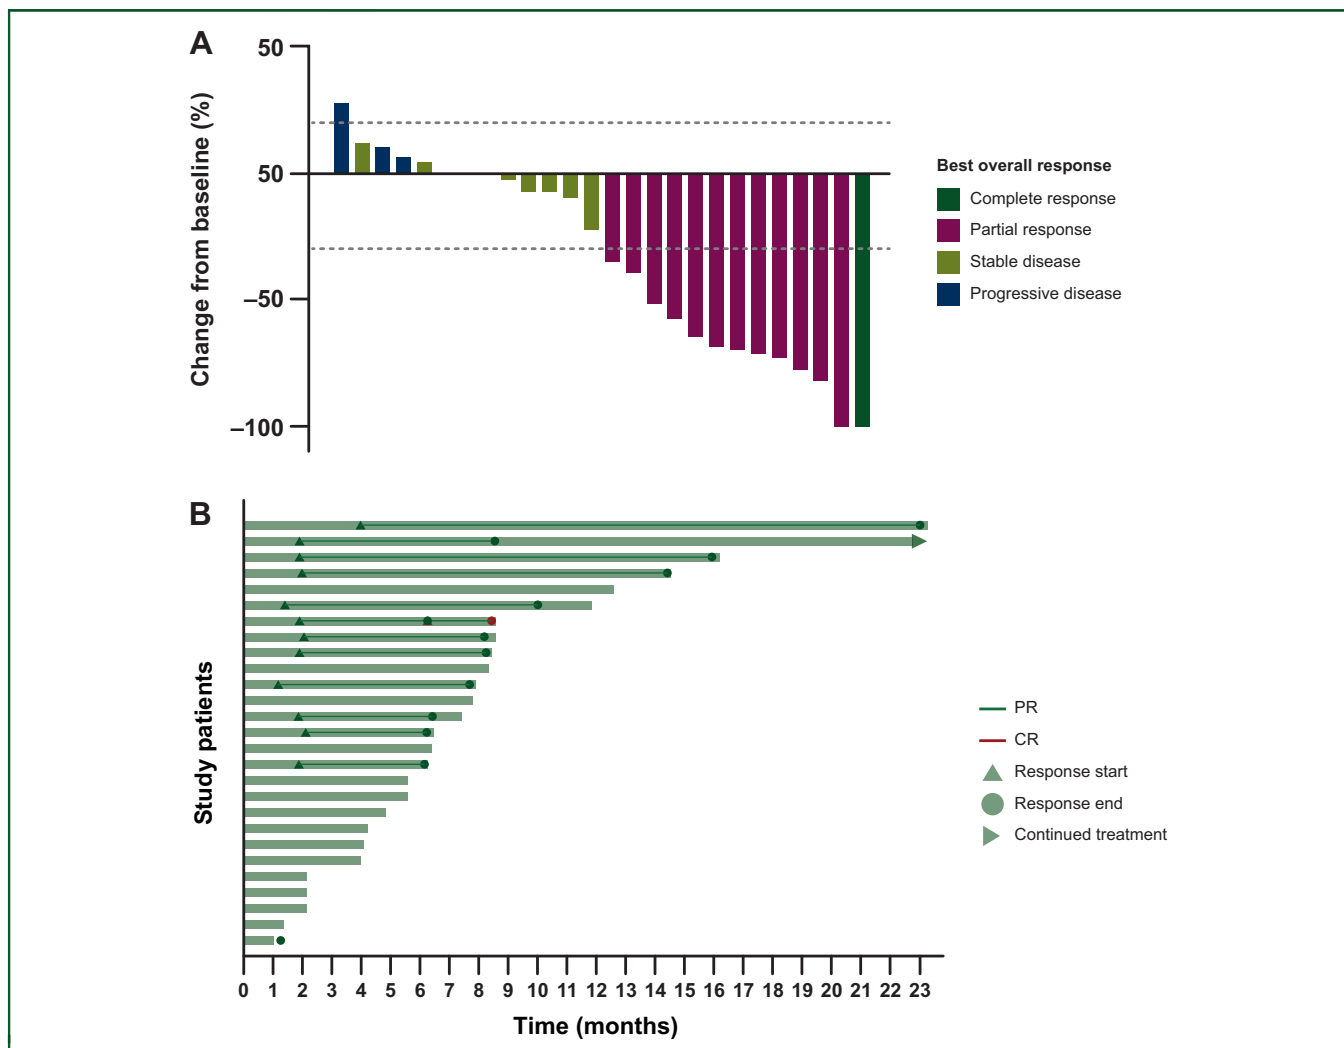 A
50
50
–50
–100
Change from baseline (%)
Best overall response
Complete response
Partial response
Stable disease
Progressive disease
B
Study patients
PR
CR
Response start
Response end
Continued treatment
0 1 2 3 4 5 6 7 8 9 10 11 12 13 14 15 16 17 18 19 20 21 22 23
Time (months)